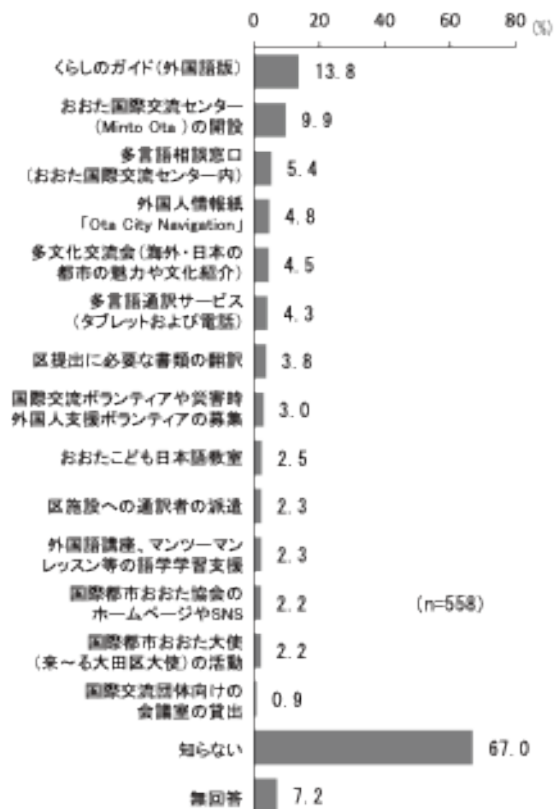 0 20 40 60 80 (%)
くらしのガイド(外国語版) 13.8
おおた国際交流センター
(Minto Ota )の開設 9.9
多言語相談窓口
(おおた国際交流センター内) 5.4
外国人情報紙
「Ota City Navigation」 4.8
多文化交流会(海外・日本の
都市の魅力や文化紹介) 4.5
多言語通訳サービス
(タブレットおよび電話) 4.3
区提出に必要な書類の翻訳 3.8
国際交流ボランティアや災害時
外国人支援ボランティアの募集 3.0
おおたこども日本語教室 2.5
区施設への通訳者の派遣 2.3
外国語講座、マンツーマン
レッスン等の語学学習支援 2.3
国際都市おおた協会の
ホームページやSNS 2.2
(n=558)
国際都市おおた大使
(来~る大田区大使)の活動 2.2
国際交流団体向けの
会議室の貸出 0.9
知らない 67.0
無回答 7.2